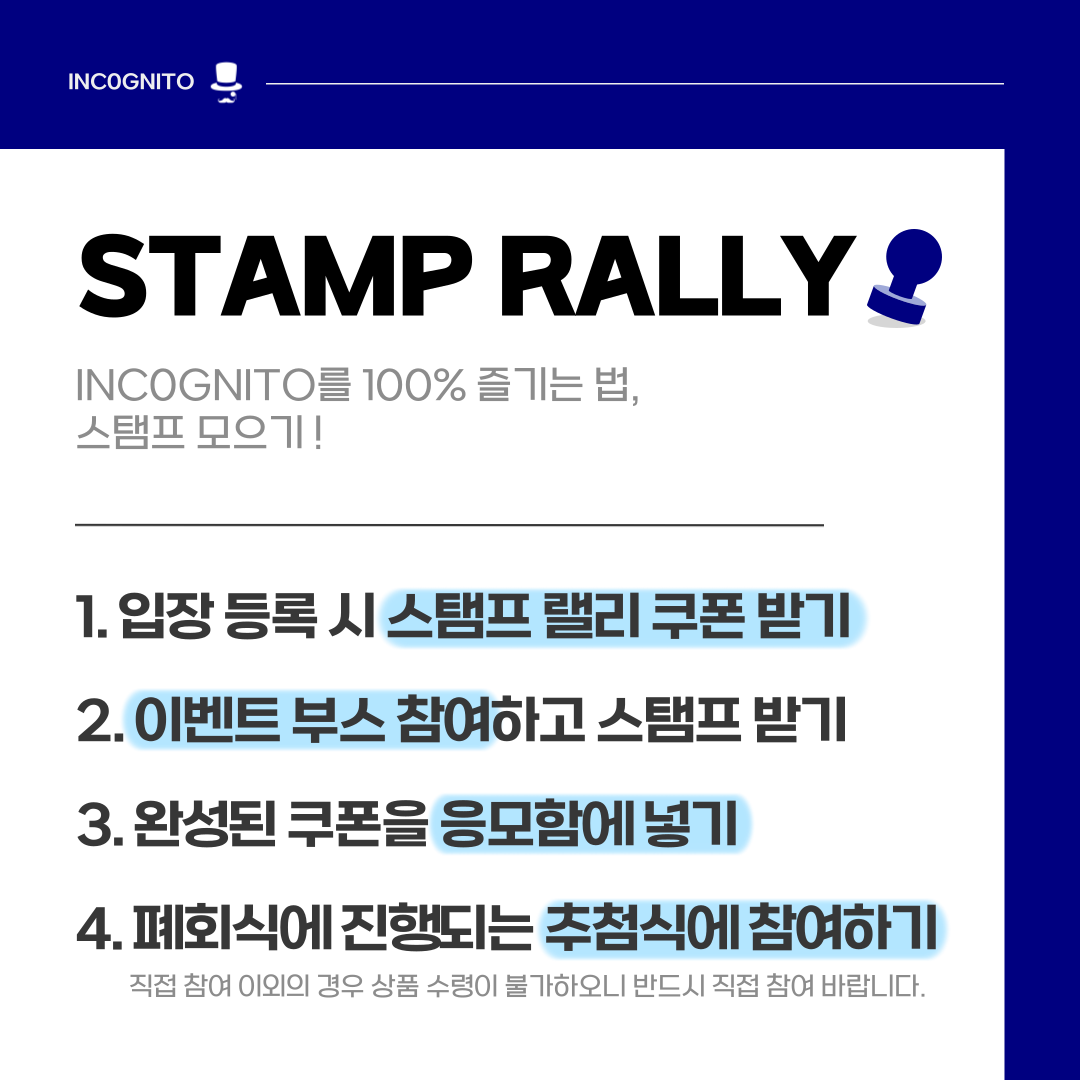 INC0GNITO
STAMP RALLY
INC0GNITO를 100% 즐기는 법,
스탬프 모으기 !
1. 입장 등록 시 스탬프 랠리 쿠폰 받기
2. 이벤트 부스 참여하고 스탬프 받기
3. 완성된 쿠폰을 응모함에 넣기
4. 폐회식에 진행되는 추첨식에 참여하기
직접 참여 이외의 경우 상품 수령이 불가하오니 반드시 직접 참여 바랍니다.